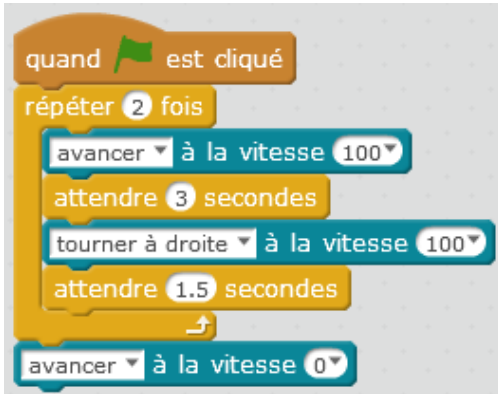 quand est cliqué
répéter 2 fois
avancer à la vitesse 100
attendre 3 secondes
tourner à droite à la vitesse 100
attendre 1.5 secondes
avancer à la vitesse 0